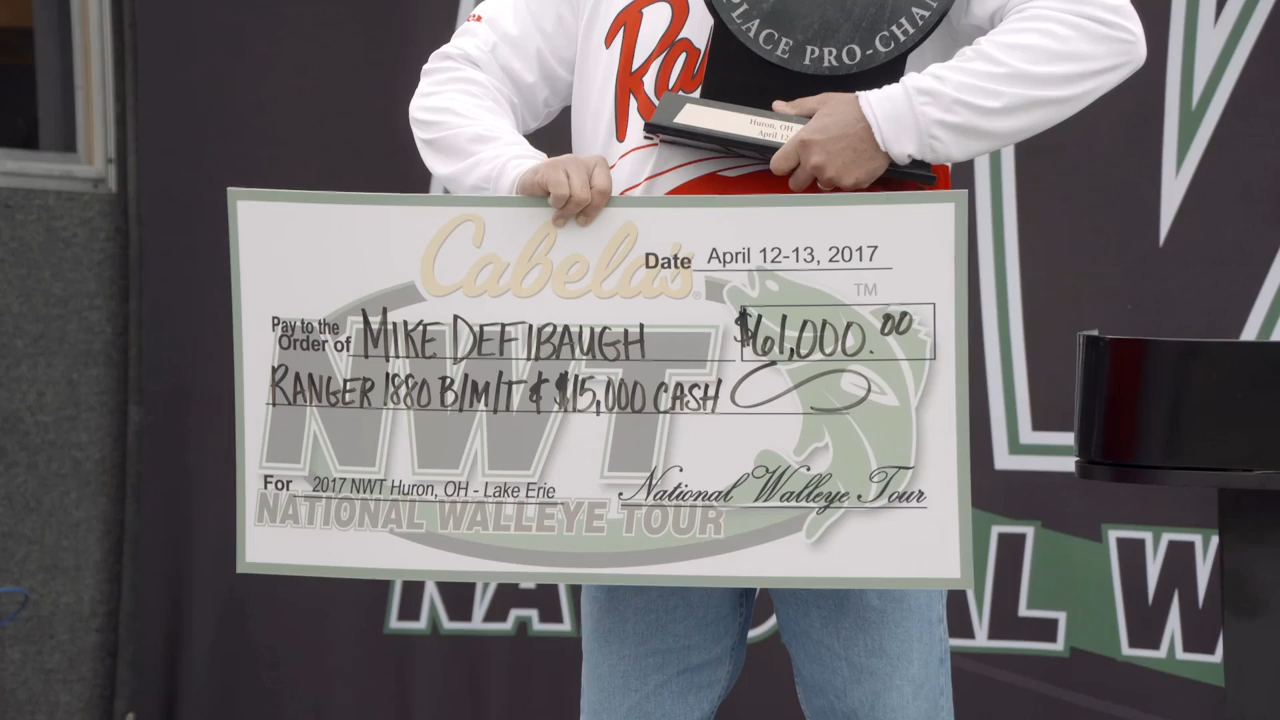 PLACE PRO-CHA
Ra
Huron, OH
April 12
Cabela's
Date April 12-13, 2017
TM
Pay to the Order of MIKE DEFIBAUGH $61,000.00
RANGER 1880 B/M/T & $15,000 CASH
NWT
For 2017 NWT Huron, OH - Lake Erie National Walleye Tour
NATIONAL WALLEYE TOUR
NA AL W